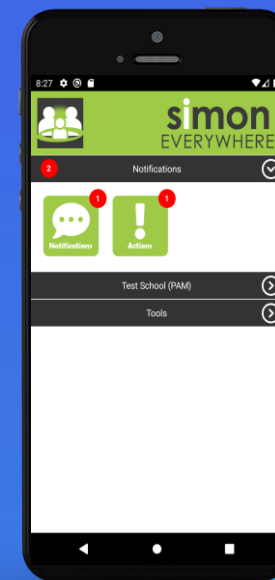 8:27
simon
EVERYWHERE
2 Notifications
1 1
Notifications Actions
Test School (PAM)
Tools